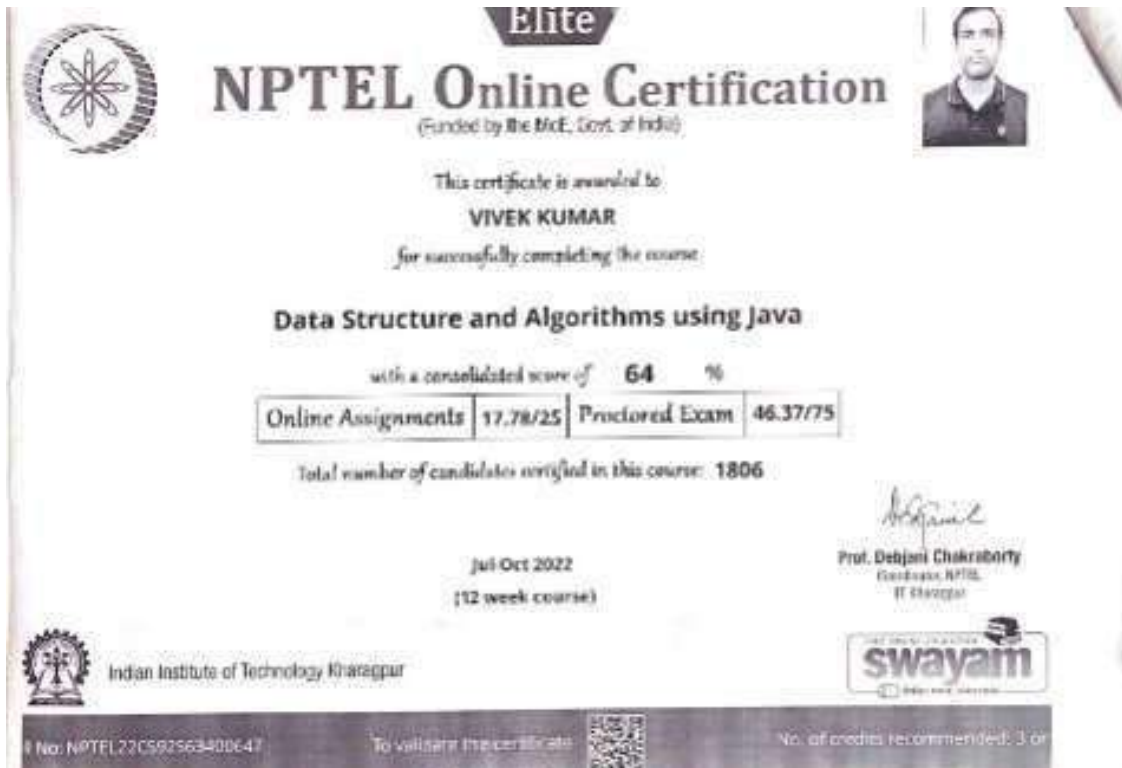 Elite
NPTEL Online Certification
(Funded by the MoE, Govt. of India)
This certificate is awarded to
VIVEK KUMAR
for successfully completing the course
Data Structure and Algorithms using Java
with a consolidated score of 64 %
Online Assignments 17.78/25 Proctored Exam 46.37/75
Total number of candidates certified in this course: 1806
Jul-Oct 2022
(12 week course)
Prof. Debjani Chakraborty
Coordinator, NPTEL
IIT Kharagpur
Indian Institute of Technology Kharagpur
swayam
No: NPTEL22CS92S63400647 To validate the certificate No. of credits recommended: 3 or